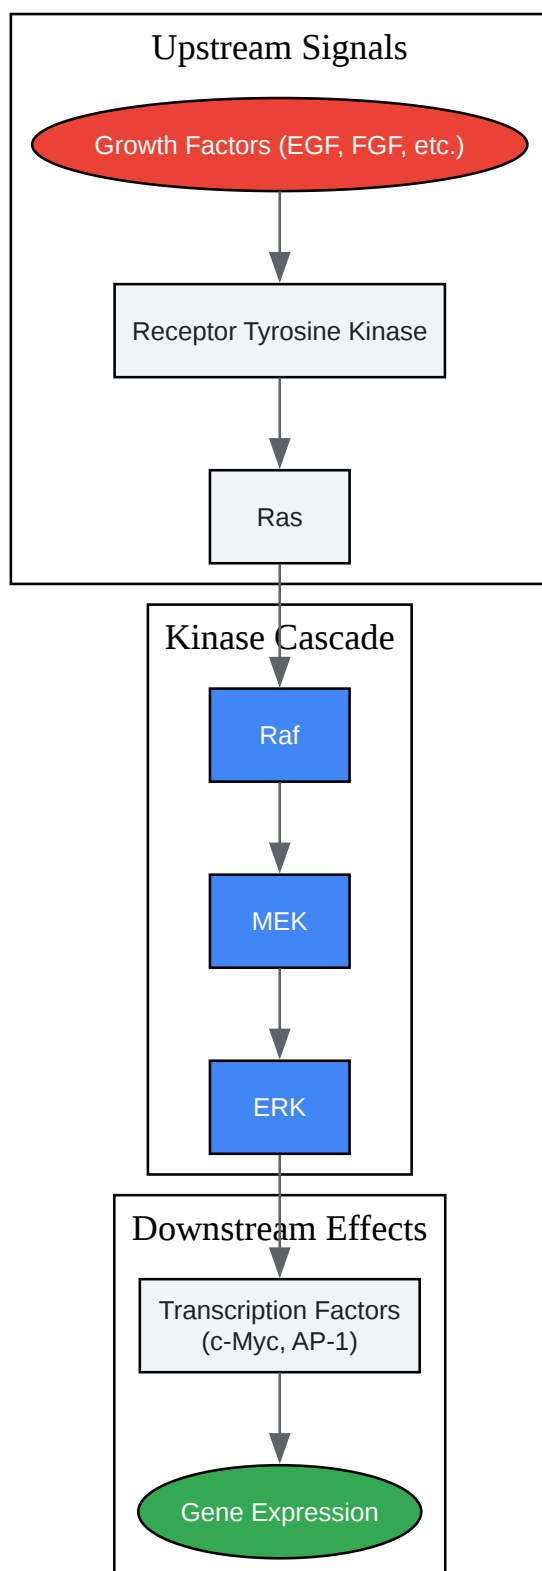 Upstream Signals
Growth Factors (EGF, FGF, etc.)
Receptor Tyrosine Kinase
Ras
Kinase Cascade
Raf
MEK
ERK
Downstream Effects
Transcription Factors
(c-Myc, AP-1)
Gene Expression